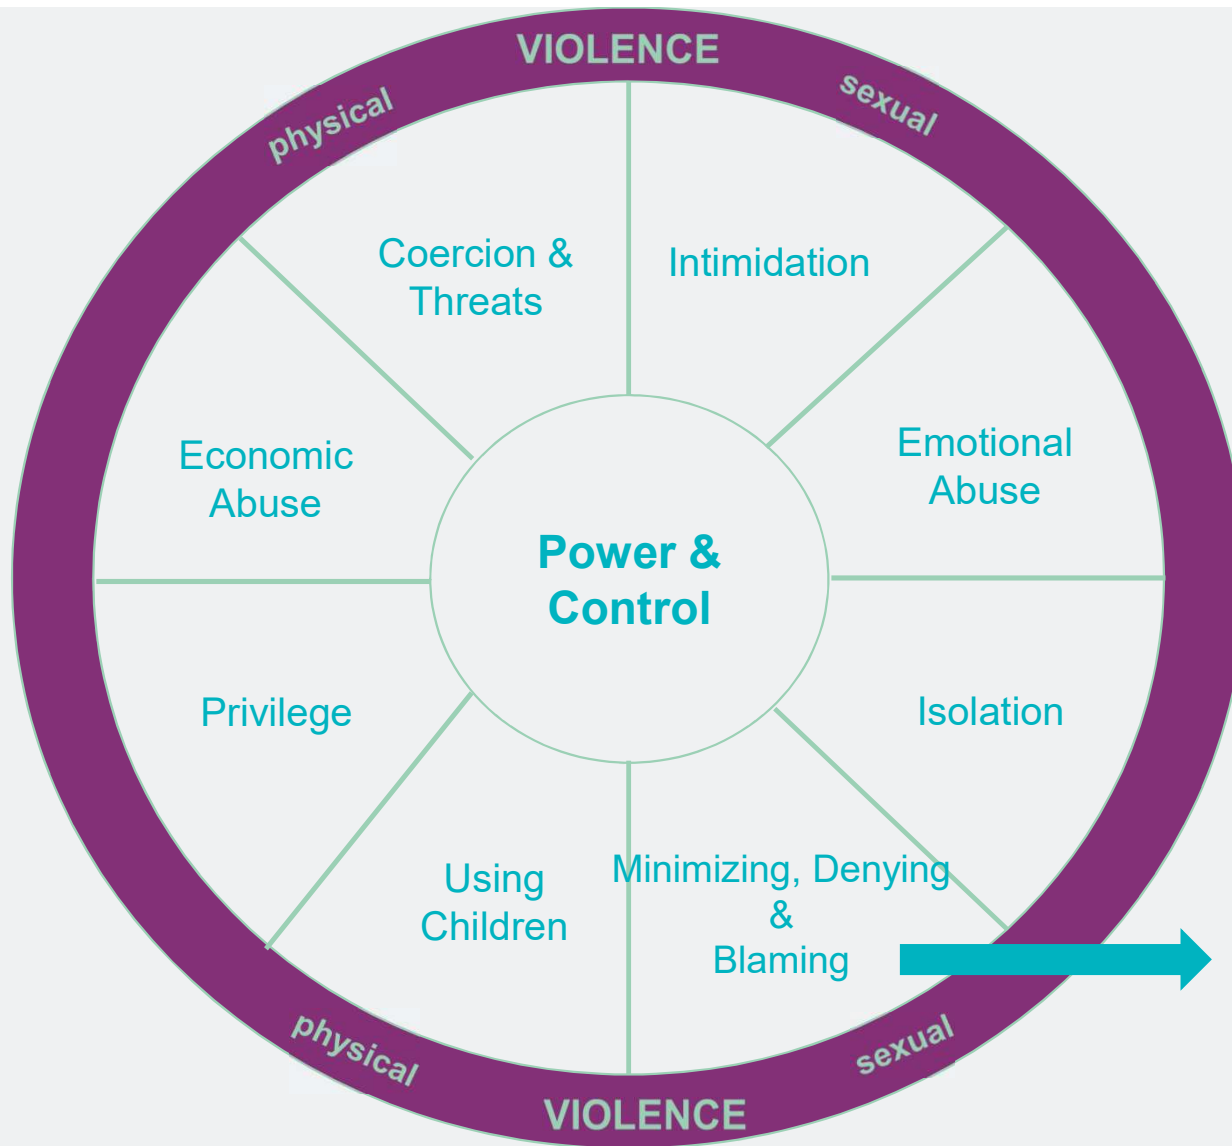 VIOLENCE
physical
sexual
Coercion &
Threats
Intimidation
Economic
Abuse
Emotional
Abuse
Power &
Control
Privilege
Isolation
Using
Children
Minimizing, Denying
&
Blaming
physical
sexual
VIOLENCE